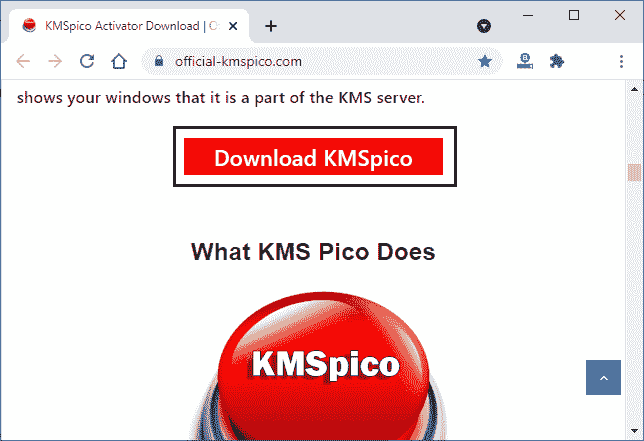 KMSpico Activator Download | O
official-kmspico.com
shows your windows that it is a part of the KMS server.
Download KMSpico
What KMS Pico Does
KMSpico